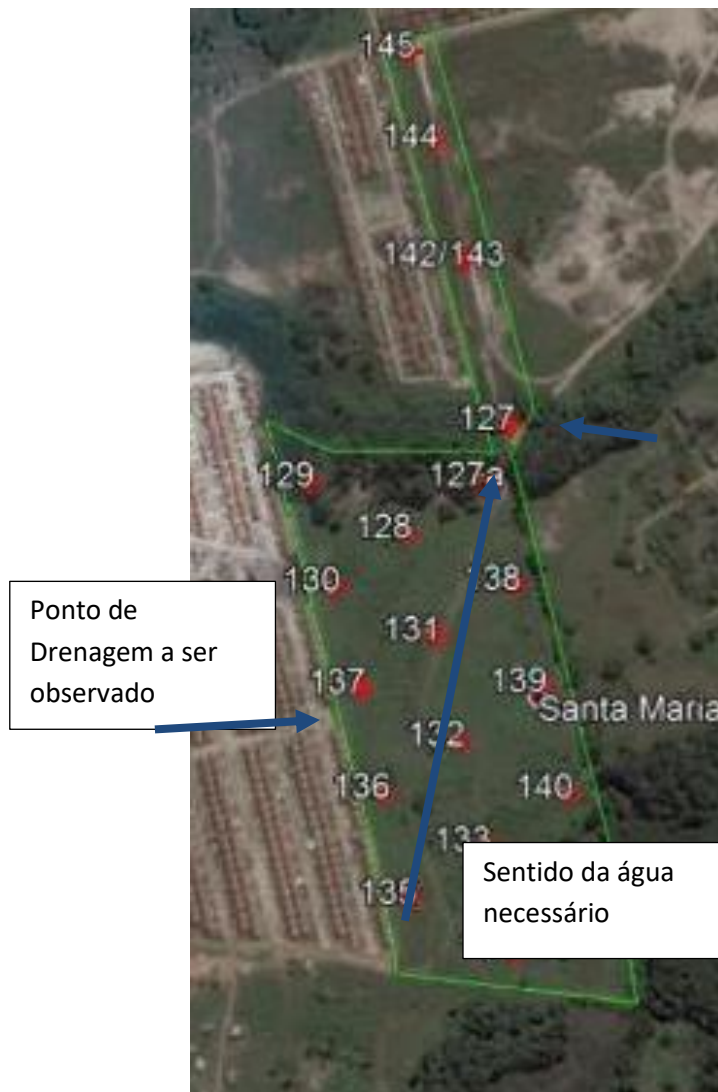 145
144
142/143
127
129
127a
128
130
138
131
137
139
Santa Maria
132
136
140
133
135
Ponto de
Drenagem a ser
observado
Sentido da água
necessário